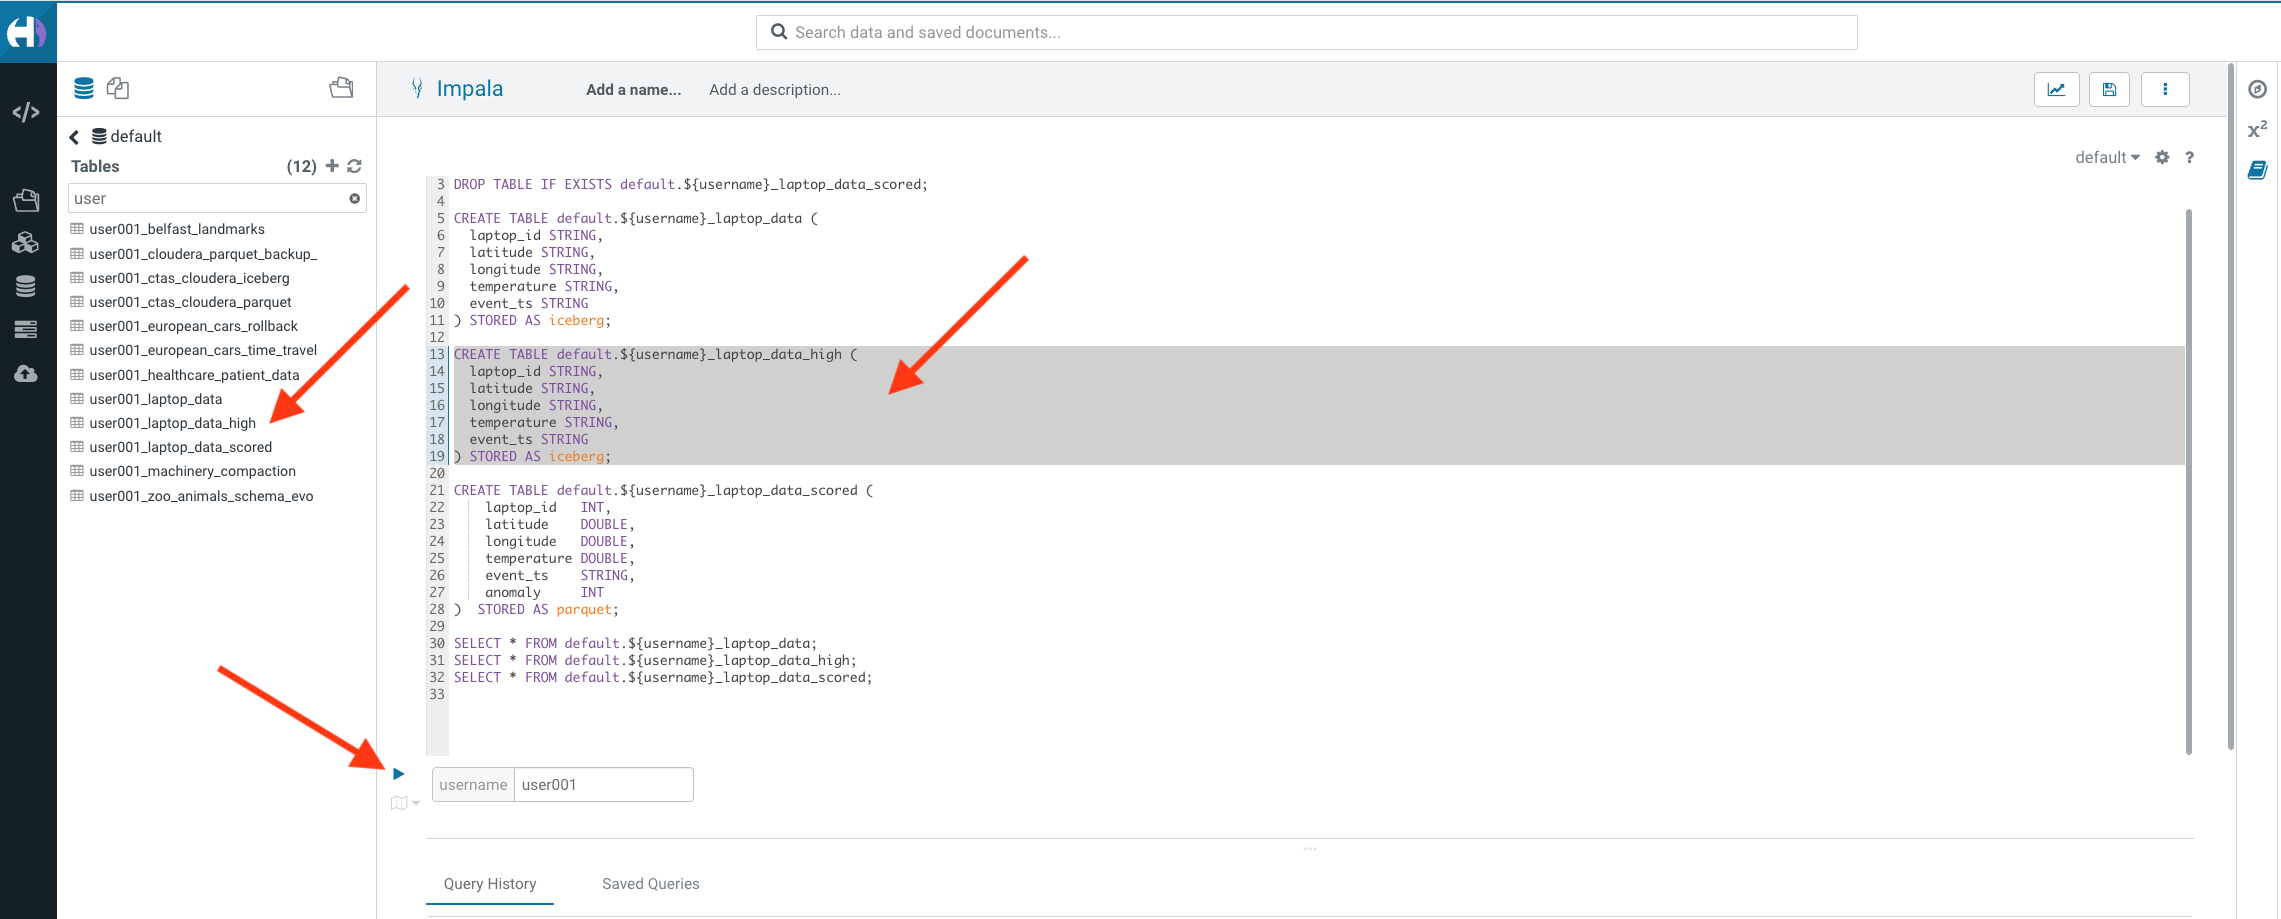 Search data and saved documents...
Impala
Add a name...
Add a description...
default
Tables
(12)
user
user001_belfast_landmarks
user001_cloudera_parquet_backup_
user001_ctas_cloudera_iceberg
user001_ctas_cloudera_parquet
user001_european_cars_rollback
user001_european_cars_time_travel
user001_healthcare_patient_data
user001_laptop_data
user001_laptop_data_high
user001_laptop_data_scored
user001_machinery_compaction
user001_zoo_animals_schema_evo
default
?
x²
3 DROP TABLE IF EXISTS default.${username}_laptop_data_scored;
4
5 CREATE TABLE default.${username}_laptop_data (
6 laptop_id STRING,
7 latitude STRING,
8 longitude STRING,
9 temperature STRING,
10 event_ts STRING
11 ) STORED AS iceberg;
12
13 CREATE TABLE default.${username}_laptop_data_high (
14 laptop_id STRING,
15 latitude STRING,
16 longitude STRING,
17 temperature STRING,
18 event_ts STRING
19 ) STORED AS iceberg;
20
21 CREATE TABLE default.${username}_laptop_data_scored (
22 laptop_id INT,
23 latitude DOUBLE,
24 longitude DOUBLE,
25 temperature DOUBLE,
26 event_ts STRING,
27 anomaly INT
28 ) STORED AS parquet;
29
30 SELECT * FROM default.${username}_laptop_data;
31 SELECT * FROM default.${username}_laptop_data_high;
32 SELECT * FROM default.${username}_laptop_data_scored;
33
username user001
Query History
Saved Queries